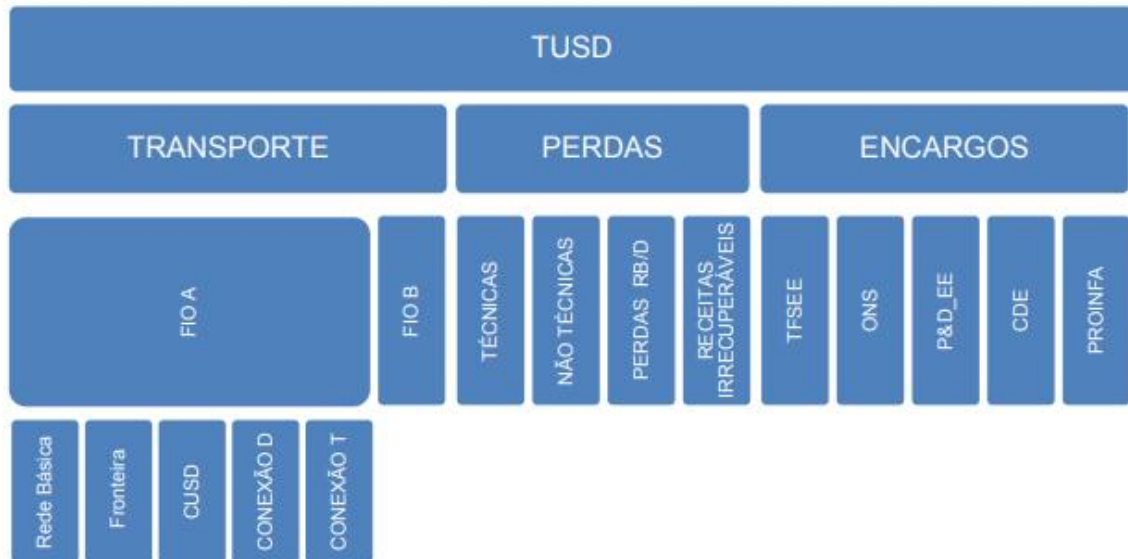 TUSD
TRANSPORTE
PERDAS
ENCARGOS
FIO A
FIO B
TÉCNICAS
NÃO TÉCNICAS
PERDAS RB/D
RECEITAS
IRRECUPERÁVEIS
TFSEE
ONS
P&D_EE
CDE
PROINFA
Rede Básica
Fronteira
CUSD
CONEXÃO D
CONEXÃO T